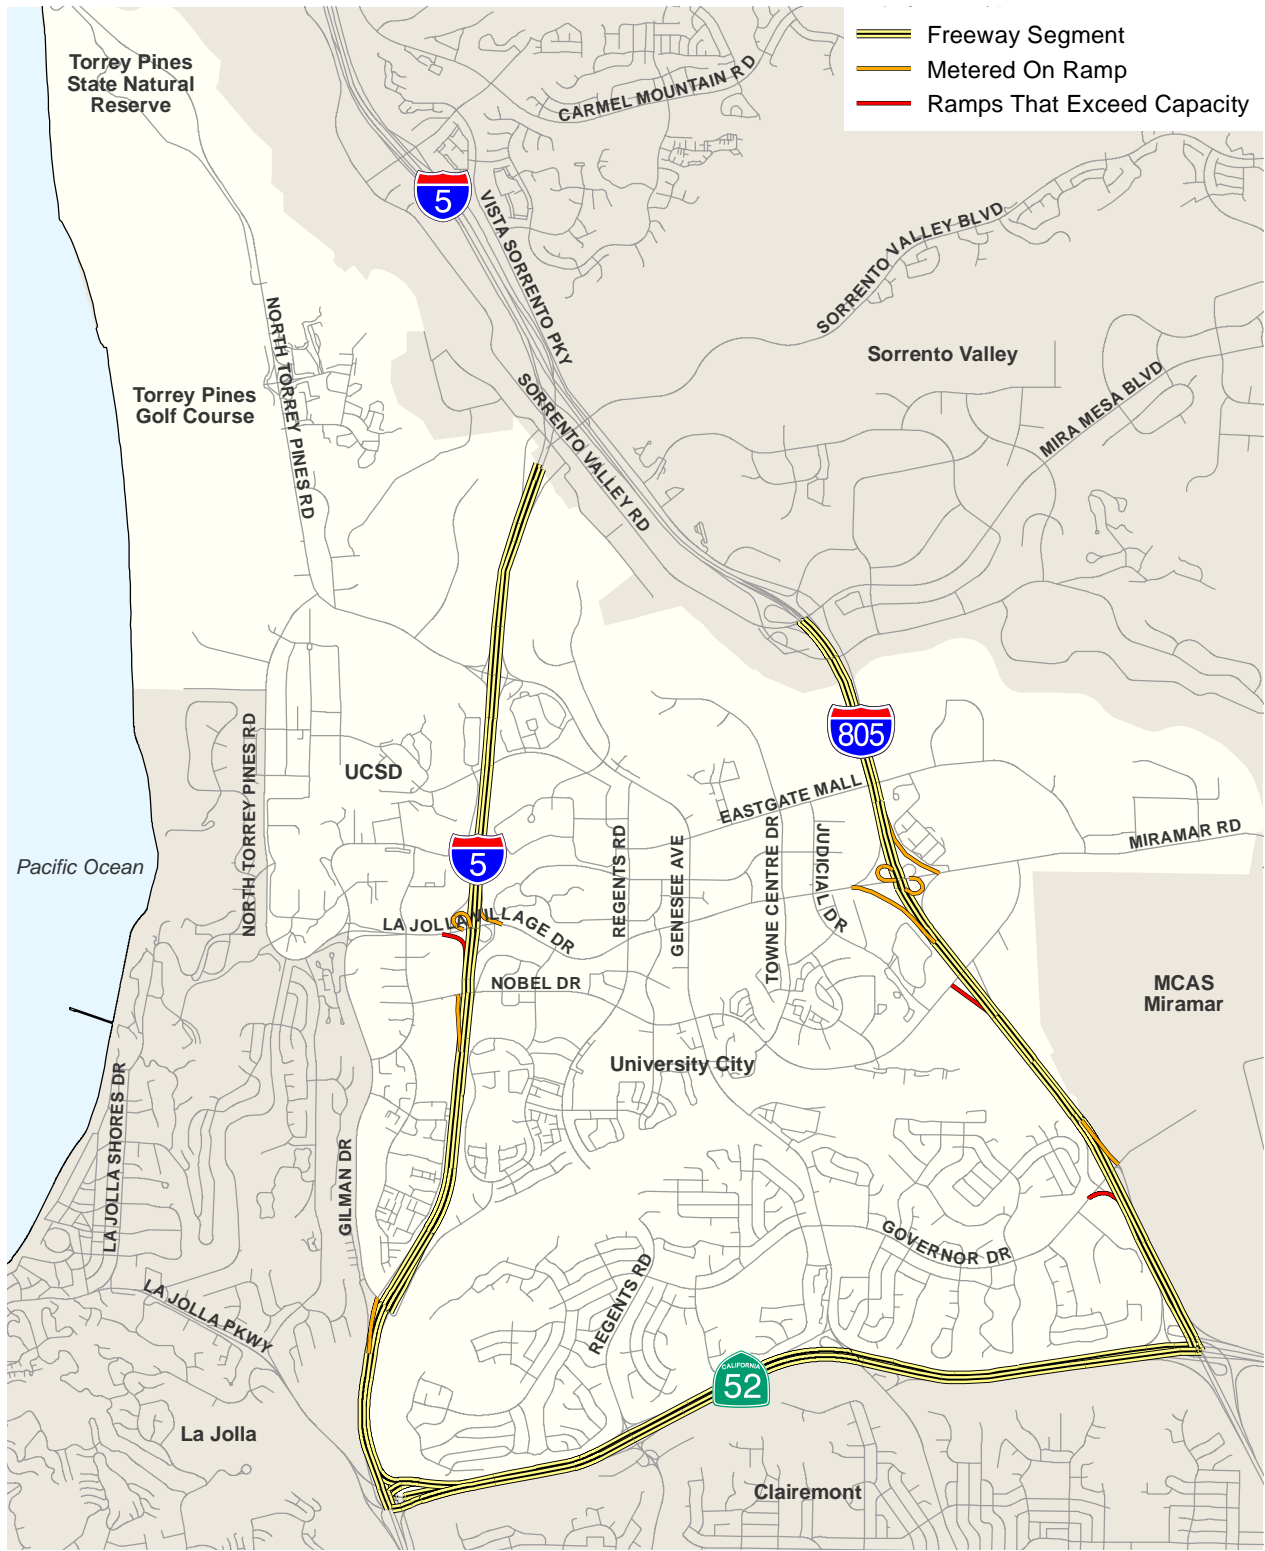 Freeway Segment
Metered On Ramp
Ramps That Exceed Capacity
Torrey Pines
State Natural
Reserve
CARMEL MOUNTAIN RD
5
VISTA SORRENTO PKY
SORRENTO VALLEY BLVD
NORTH TORREY PINES RD
Sorrento Valley
Torrey Pines
Golf Course
MIRA MESA BLVD
SORRENTO VALLEY RD
805
NORTH TORREY PINES RD
UCSD
EASTGATE MALL
MIRAMAR RD
5
Pacific Ocean
REGENTS RD
GENESEE AVE
TOWNE CENTRE DR
JUDICIAL DR
LA JOLLA VILLAGE DR
NOBEL DR
MCAS
Miramar
University City
LA JOLLA SHORES DR
GILMAN DR
GOVERNOR DR
REGENTS RD
LA JOLLA PKWY
CALIFORNIA
52
La Jolla
Clairemont